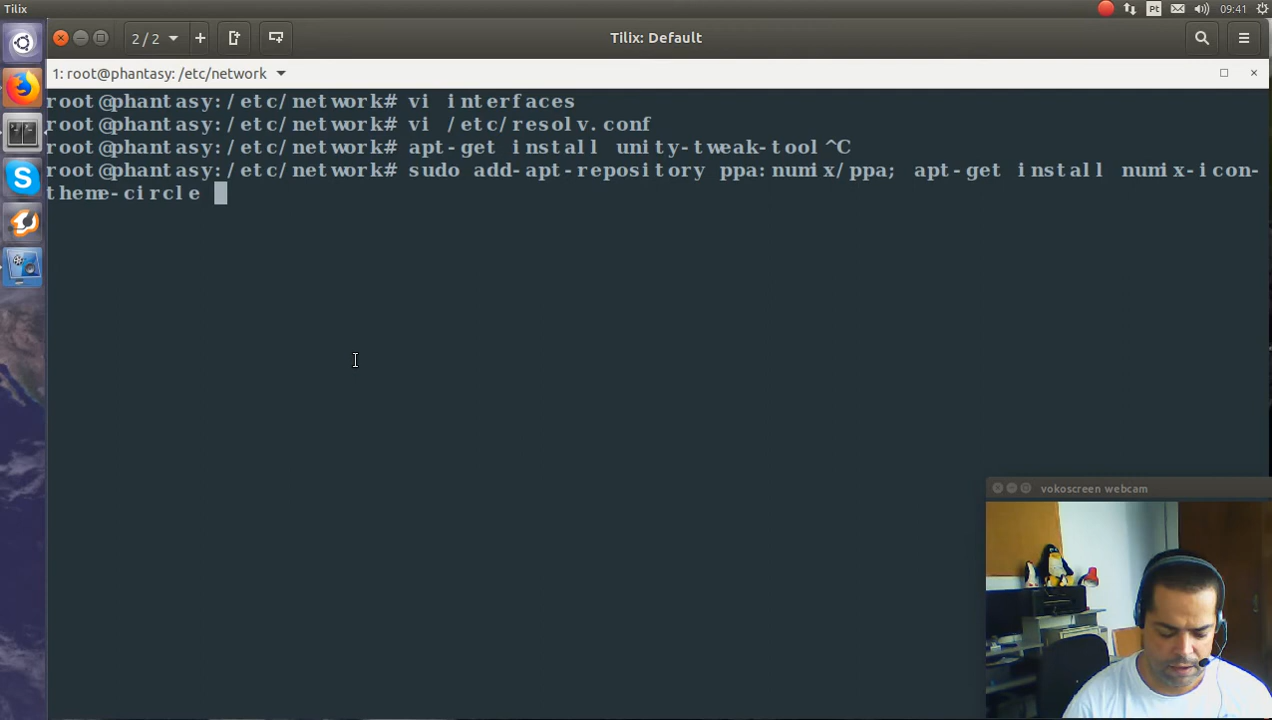 Tilix
Pt
09:41
2 / 2
Tilix: Default
1: root@phantasy: /etc/network
root@phantasy:/etc/network# vi interfaces
root@phantasy:/etc/network# vi /etc/resolv.conf
root@phantasy:/etc/network# apt-get install unity-tweak-tool^C
root@phantasy:/etc/network# sudo add-apt-repository ppa:numix/ppa; apt-get install numix-icon-
theme-circle
vokoscreen webcam